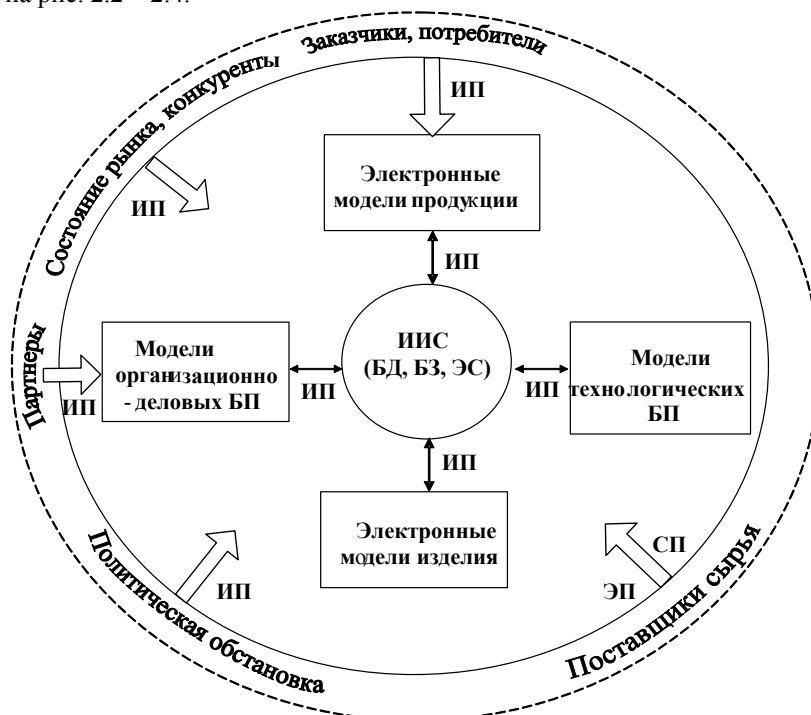 на рис. 2.2 – 2.4.
Заказчики, потребители
Состояние рынка, конкуренты
ИП
Электронные
модели продукции
ИП
ИП
Партнеры
ИП
Модели
организационно
- деловых БП
ИП
ИИС
(БД, БЗ, ЭС)
ИП
Модели
технологических
БП
ИП
Электронные
модели изделия
Политическая обстановка
ИП
СП
ЭП
Поставщики сырья